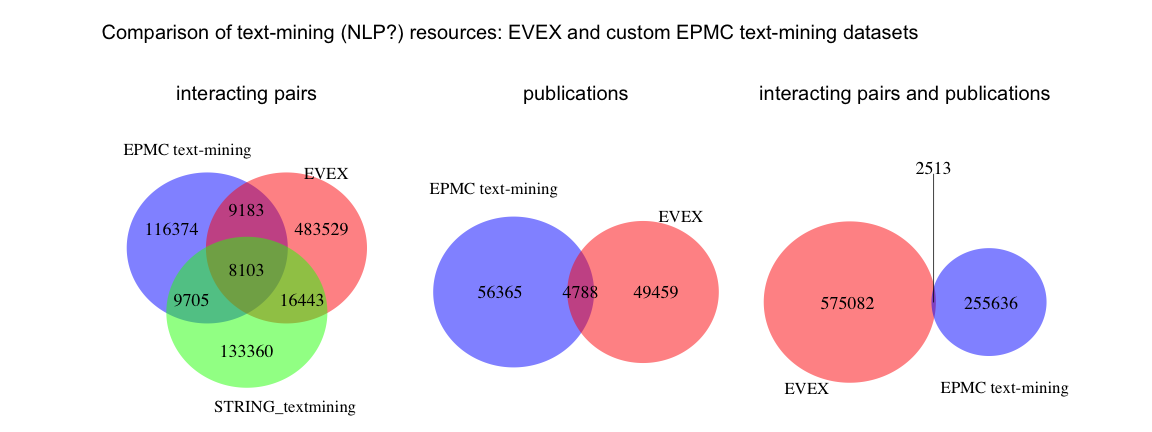 Comparison of text-mining (NLP?) resources: EVEX and custom EPMC text-mining datasets
interacting pairs
EPMC text-mining
EVEX
9183
116374
483529
8103
9705
16443
133360
STRING_textmining
publications
EPMC text-mining
EVEX
56365
4788
49459
interacting pairs and publications
2513
575082
255636
EVEX
EPMC text-mining